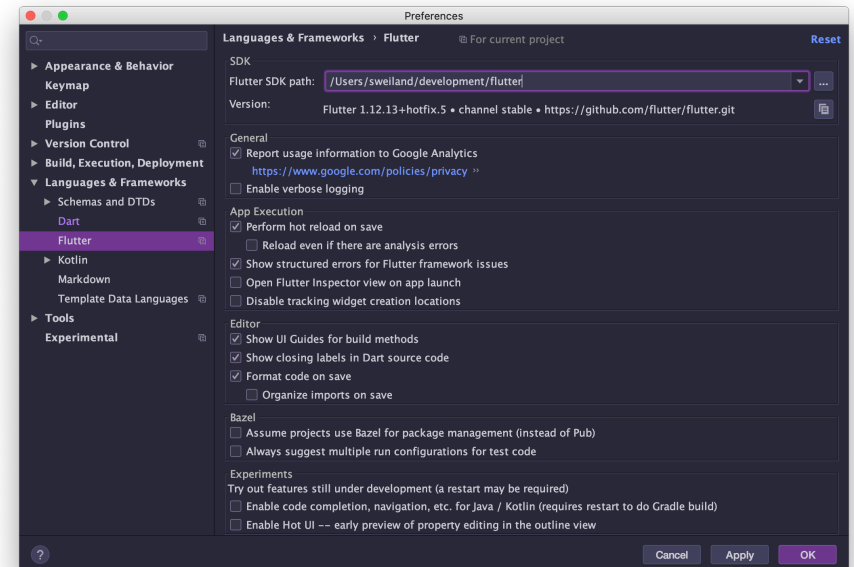 Preferences
Languages & Frameworks › Flutter
For current project
Reset
Appearance & Behavior
Keymap
Editor
Plugins
Version Control
Build, Execution, Deployment
Languages & Frameworks
Schemas and DTDs
Dart
Flutter
Kotlin
Markdown
Template Data Languages
Tools
Experimental
SDK
Flutter SDK path: /Users/sweiland/development/flutter ...
Version: Flutter 1.12.13+hotfix.5 • channel stable • https://github.com/flutter/flutter.git
General
Report usage information to Google Analytics
https://www.google.com/policies/privacy
Enable verbose logging
App Execution
Perform hot reload on save
Reload even if there are analysis errors
Show structured errors for Flutter framework issues
Open Flutter Inspector view on app launch
Disable tracking widget creation locations
Editor
Show UI Guides for build methods
Show closing labels in Dart source code
Format code on save
Organize imports on save
Bazel
Assume projects use Bazel for package management (instead of Pub)
Always suggest multiple run configurations for test code
Experiments
Try out features still under development (a restart may be required)
Enable code completion, navigation, etc. for Java / Kotlin (requires restart to do Gradle build)
Enable Hot UI -- early preview of property editing in the outline view
?
Cancel
Apply
OK